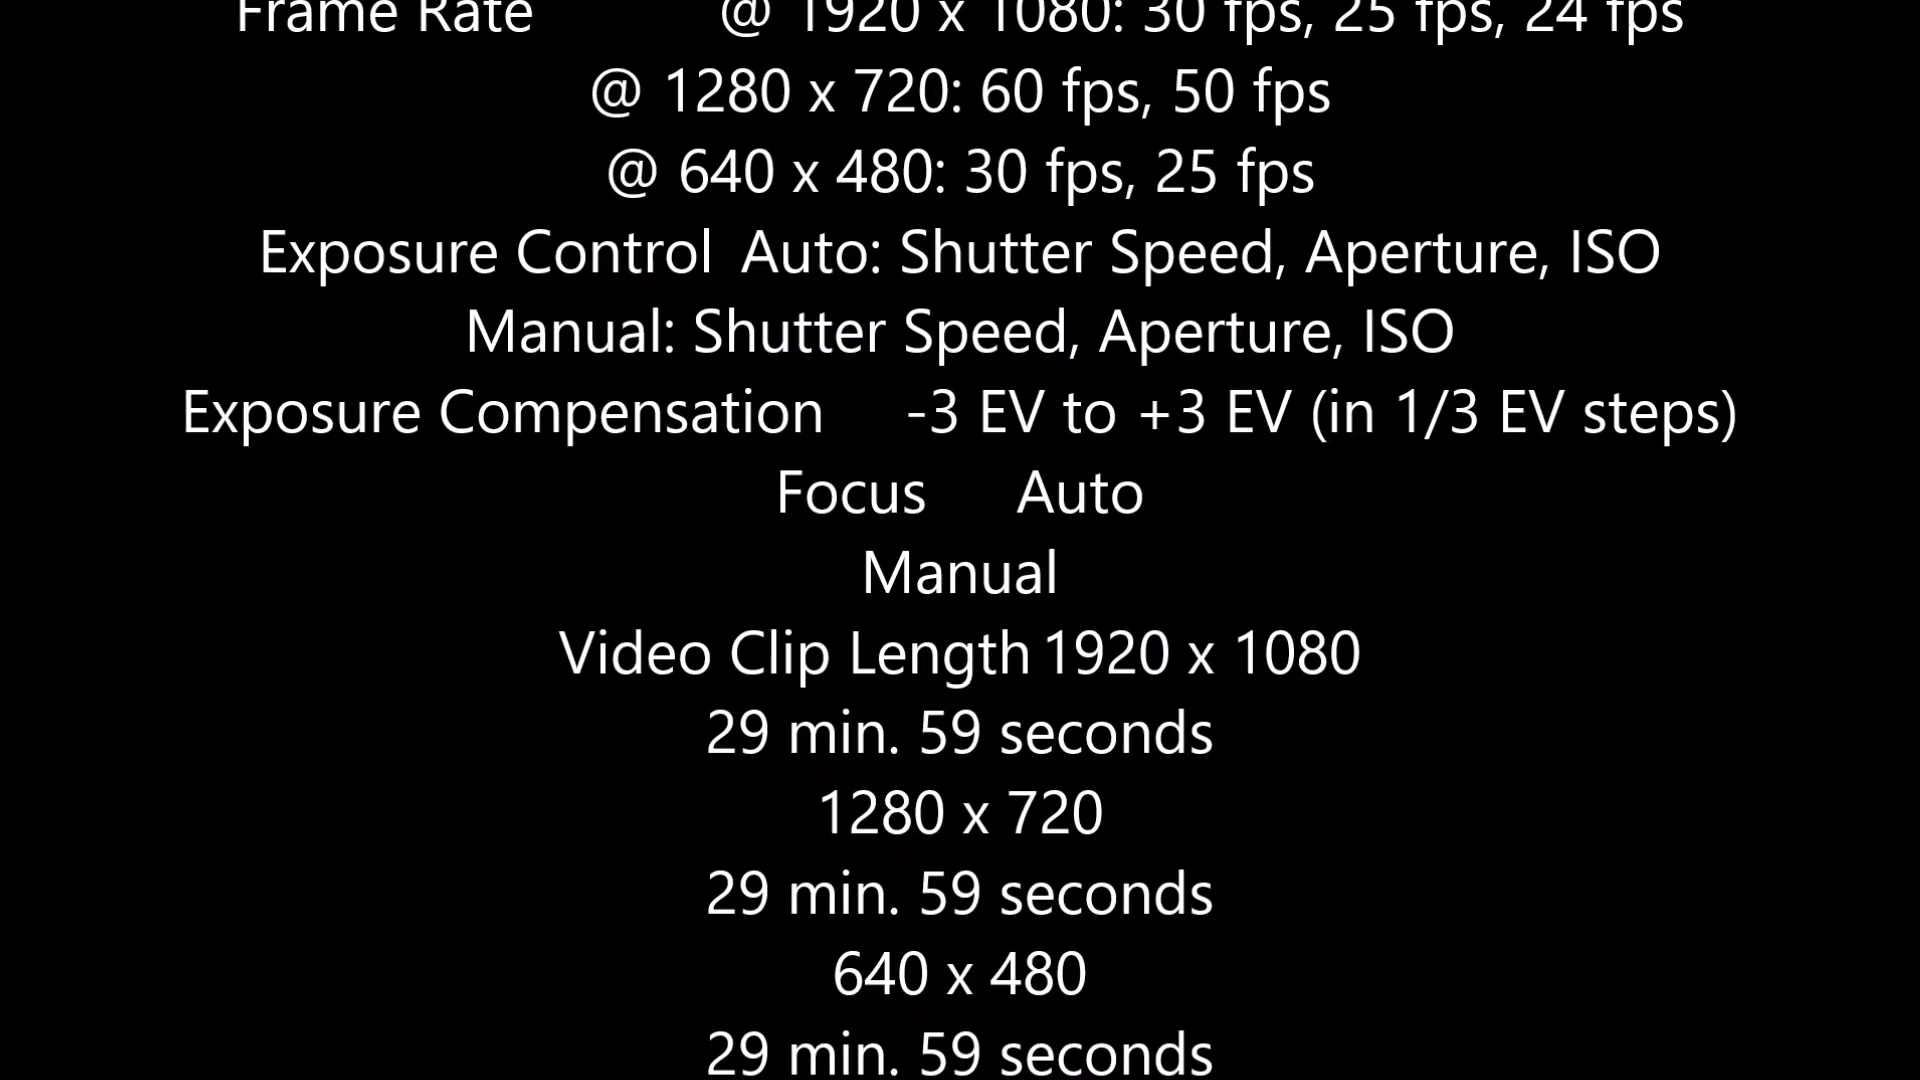 Frame Rate @ 1920 x 1080: 30 fps, 25 fps, 24 fps
@ 1280 x 720: 60 fps, 50 fps
@ 640 x 480: 30 fps, 25 fps
Exposure Control Auto: Shutter Speed, Aperture, ISO
Manual: Shutter Speed, Aperture, ISO
Exposure Compensation -3 EV to +3 EV (in 1/3 EV steps)
Focus Auto
Manual
Video Clip Length 1920 x 1080
29 min. 59 seconds
1280 x 720
29 min. 59 seconds
640 x 480
29 min. 59 seconds